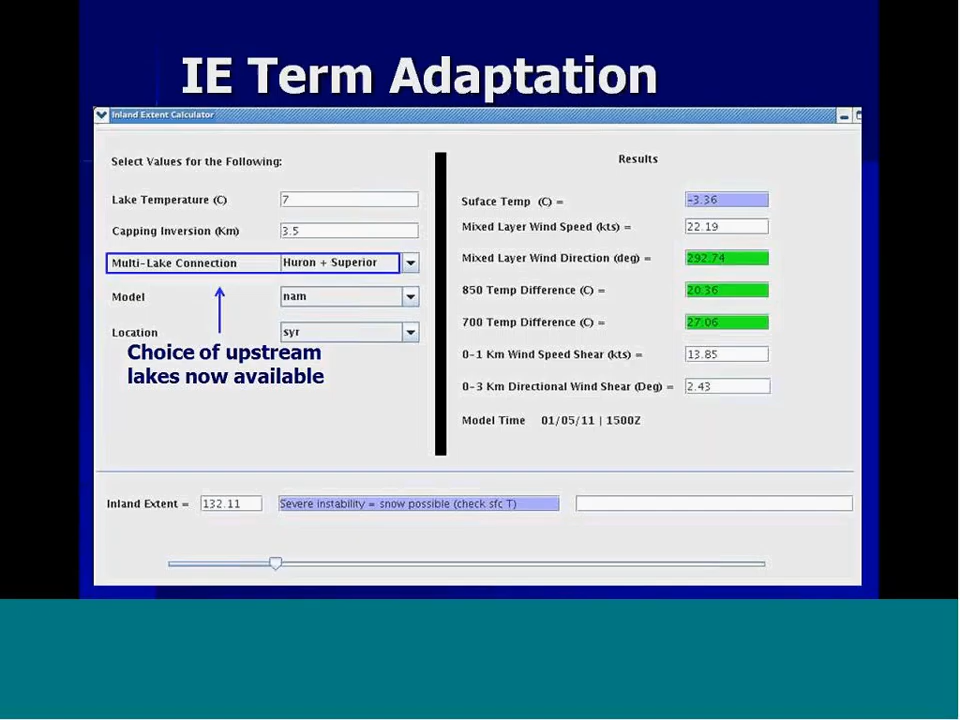 IE Term Adaptation
Inland Extent Calculator
Select Values for the Following:
Lake Temperature (C) 7
Capping Inversion (Km) 3.5
Multi-Lake Connection Huron + Superior
Model nam
Location syr
Choice of upstream
lakes now available
Results
Suface Temp (C) = -3.36
Mixed Layer Wind Speed (kts) = 22.19
Mixed Layer Wind Direction (deg) = 292.74
850 Temp Difference (C) = 20.36
700 Temp Difference (C) = 27.06
0-1 Km Wind Speed Shear (kts) = 13.85
0-3 Km Directional Wind Shear (Deg) = 2.43
Model Time 01/05/11 | 1500Z
Inland Extent = 132.11 Severe instability = snow possible (check sfc T)